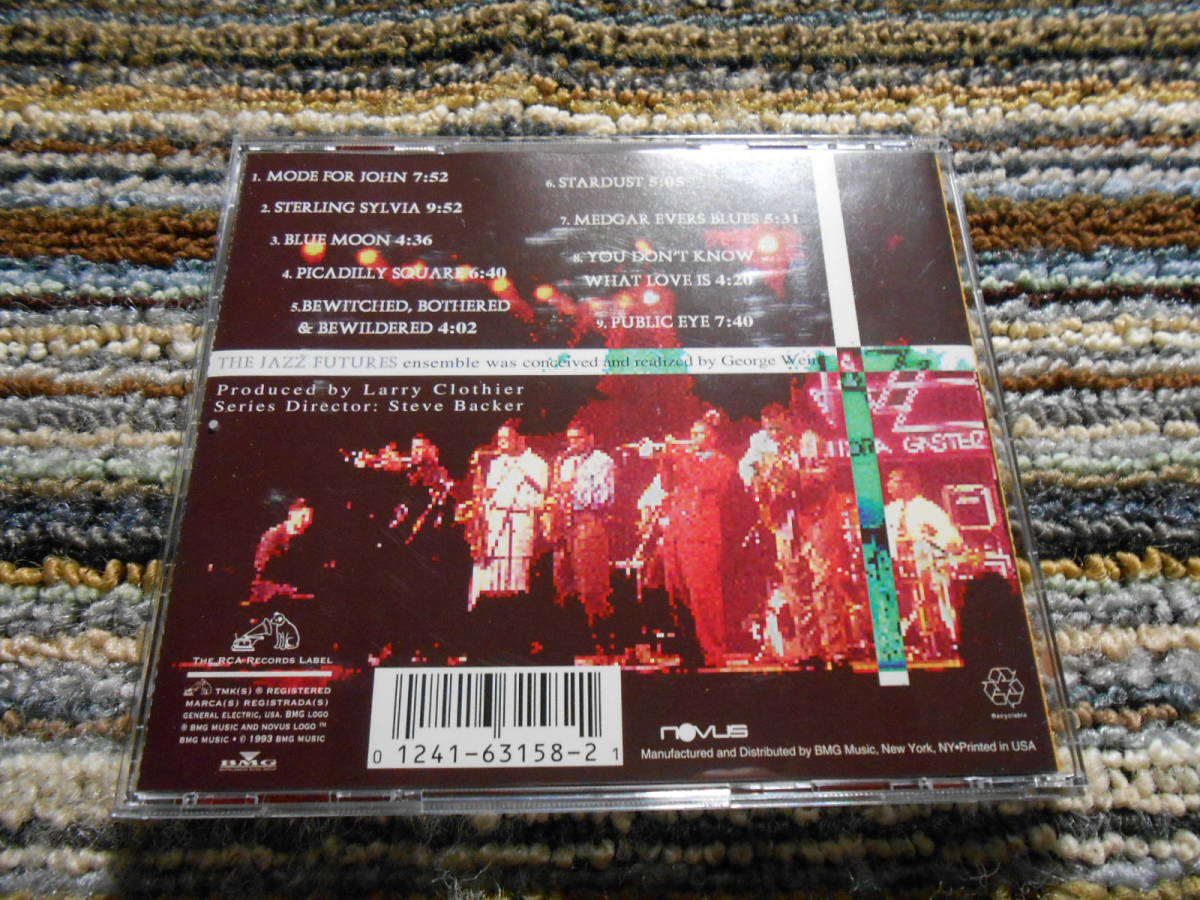 1. MODE FOR JOHN 7:52
2. STERLING SYLVIA 9:52
3. BLUE MOON 4:36
4. PICADILLY SQUARE 6:40
5. BEWITCHED, BOTHERED
& BEWILDERED 4:02
6. STARDUST 5:05
7. MEDGAR EVERS BLUES 5:31
8. YOU DON'T KNOW
WHAT LOVE IS 4:20
9. PUBLIC EYE 7:40
THE JAZZ FUTURES ensemble was conceived and realized by George Wein
Produced by Larry Clothier
Series Director: Steve Backer
THE RCA RECORDS LABEL
TMK(S) ® REGISTERED
MARCA(S) REGISTRADA(S)
GENERAL ELECTRIC, USA. BMG LOGO
® BMG MUSIC AND NOVUS LOGO ™
BMG MUSIC • © 1993 BMG MUSIC
BMG
0 1241-63158-2 1
NOVUS
Manufactured and Distributed by BMG Music, New York, NY•Printed in USA
Recyclable